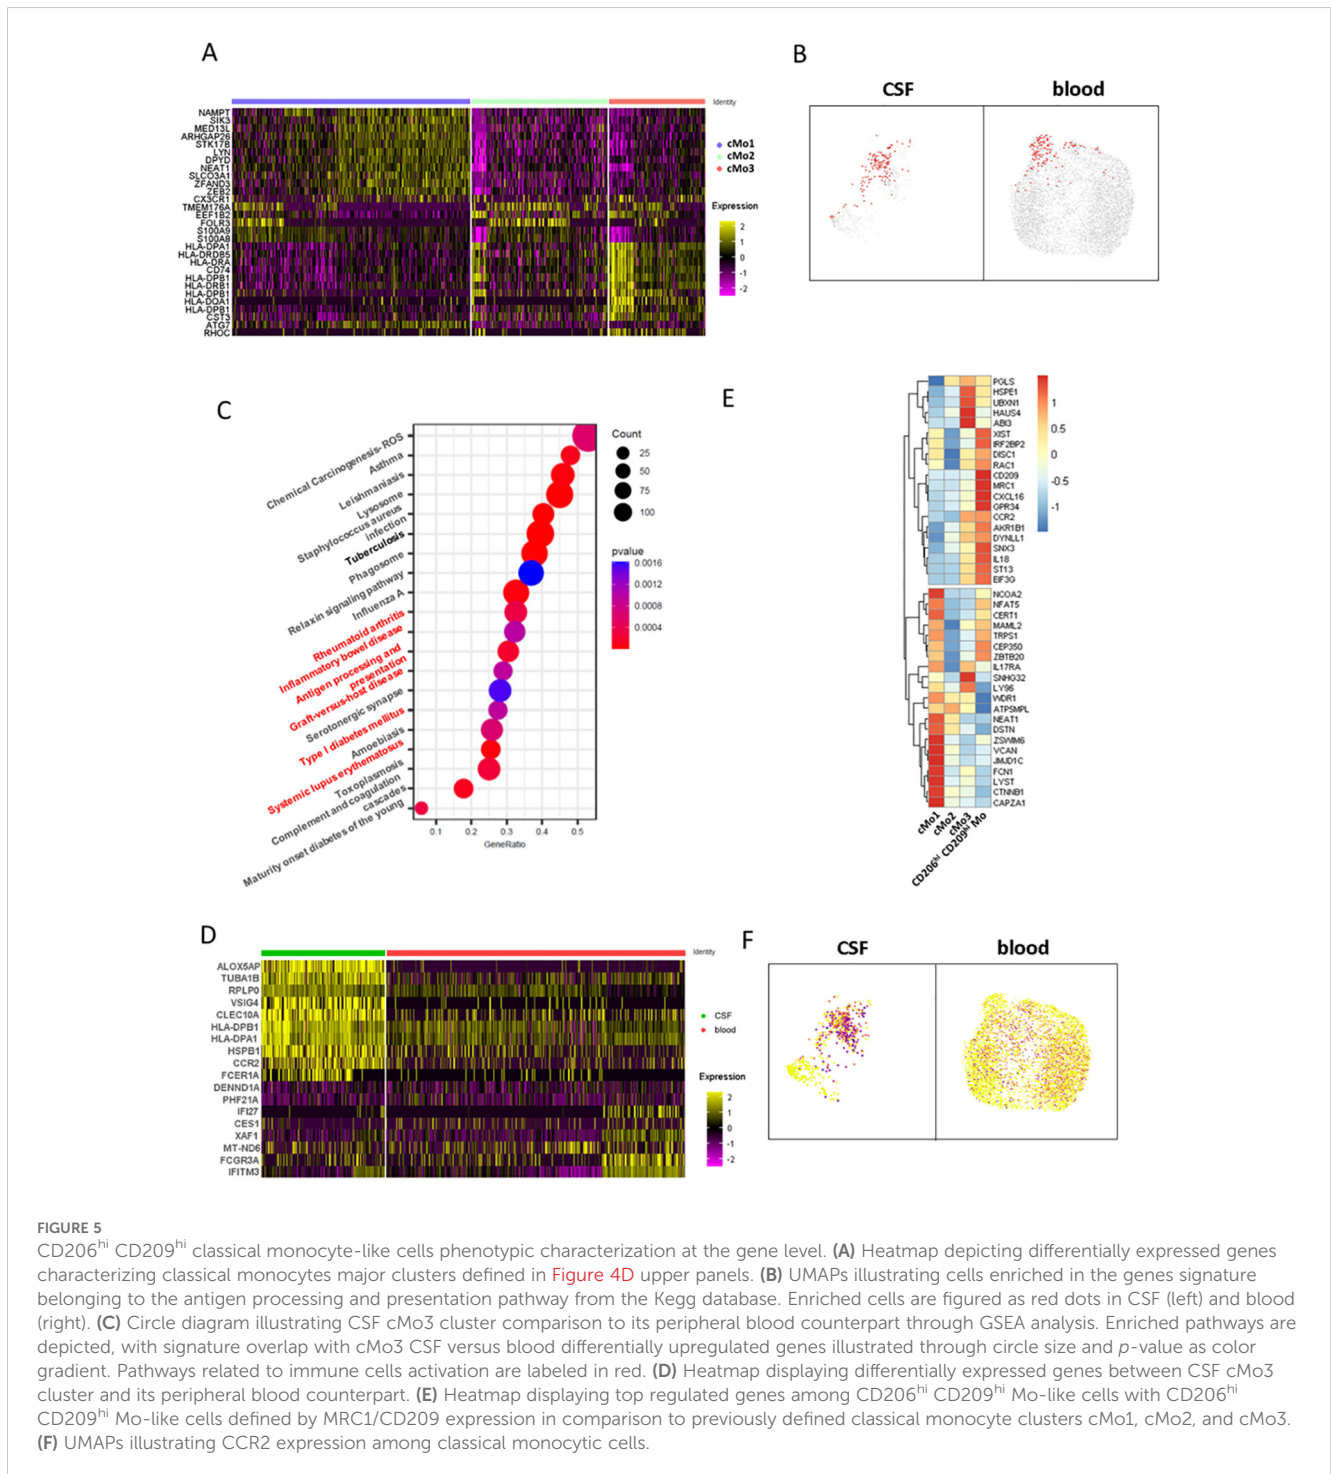 A
Identity
NAMPT
SIK3
MED13L
ARHGAP26
STK17B
LYN
DPYD
NEAT1
SLCO3A1
ZFAND3
ZEB2
CX3CR1
TMEM176A
EEF1B2
FOLR3
S100A9
S100A8
HLA-DPA1
HLA-DRDB5
HLA-DRA
CD74
HLA-DPB1
HLA-DRB1
HLA-DPB1
HLA-DQA1
HLA-DPB1
CST3
ATG7
RHOC
cMo1
cMo2
cMo3
Expression
2
1
0
-1
-2
B
CSF
blood
C
Chemical Carcinogenesis-ROS
Asthma
Leishmaniasis
Lysosome
Staphylococcus aureus
infection
Tuberculosis
Phagosome
Relaxin signaling pathway
Influenza A
Rheumatoid arthritis
Inflammatory bowel disease
Antigen processing and
presentation
Graft-versus-host disease
Serotonergic synapse
Type I diabetes mellitus
Amoebiasis
Systemic lupus erythematosus
Toxoplasmosis
Complement and coagulation
cascades
Maturity onset diabetes of the young
0.1 0.2 0.3 0.4 0.5
GeneRatio
Count
25
50
75
100
pvalue
0.0016
0.0012
0.0008
0.0004
E
PGLS
HSPE1
UBXN1
HAUS4
ABI3
XIST
IRF2BP2
DISC1
RAC1
CD209
MRC1
CXCL16
GPR34
CCR2
AKR1B1
DYNLL1
SNX3
IL18
ST13
EIF3G
NCOA2
NFAT5
CERT1
MAML2
TRPS1
CEP350
ZBTB20
IL17RA
SNHG32
LY96
WDR1
ATP5MPL
NEAT1
DSTN
ZSWIM6
VCAN
JMJD1C
FCN1
LYST
CTNNB1
CAPZA1
1
0.5
0
-0.5
-1
cMo1
cMo2
cMo3
CD206hi CD209hi Mo
D
Identity
ALOX5AP
TUBA1B
RPLP0
VSIG4
CLEC10A
HLA-DPB1
HLA-DPA1
HSPB1
CCR2
FCER1A
DENND1A
PHF21A
IFI27
CES1
XAF1
MT-ND6
FCGR3A
IFITM3
CSF
blood
Expression
2
1
0
-1
-2
F
CSF
blood
FIGURE 5
CD206hi CD209hi classical monocyte-like cells phenotypic characterization at the gene level. (A) Heatmap depicting differentially expressed genes
characterizing classical monocytes major clusters defined in Figure 4D upper panels. (B) UMAPs illustrating cells enriched in the genes signature
belonging to the antigen processing and presentation pathway from the Kegg database. Enriched cells are figured as red dots in CSF (left) and blood
(right). (C) Circle diagram illustrating CSF cMo3 cluster comparison to its peripheral blood counterpart through GSEA analysis. Enriched pathways are
depicted, with signature overlap with cMo3 CSF versus blood differentially upregulated genes illustrated through circle size and p-value as color
gradient. Pathways related to immune cells activation are labeled in red. (D) Heatmap displaying differentially expressed genes between CSF cMo3
cluster and its peripheral blood counterpart. (E) Heatmap displaying top regulated genes among CD206hi CD209hi Mo-like cells with CD206hi
CD209hi Mo-like cells defined by MRC1/CD209 expression in comparison to previously defined classical monocyte clusters cMo1, cMo2, and cMo3.
(F) UMAPs illustrating CCR2 expression among classical monocytic cells.